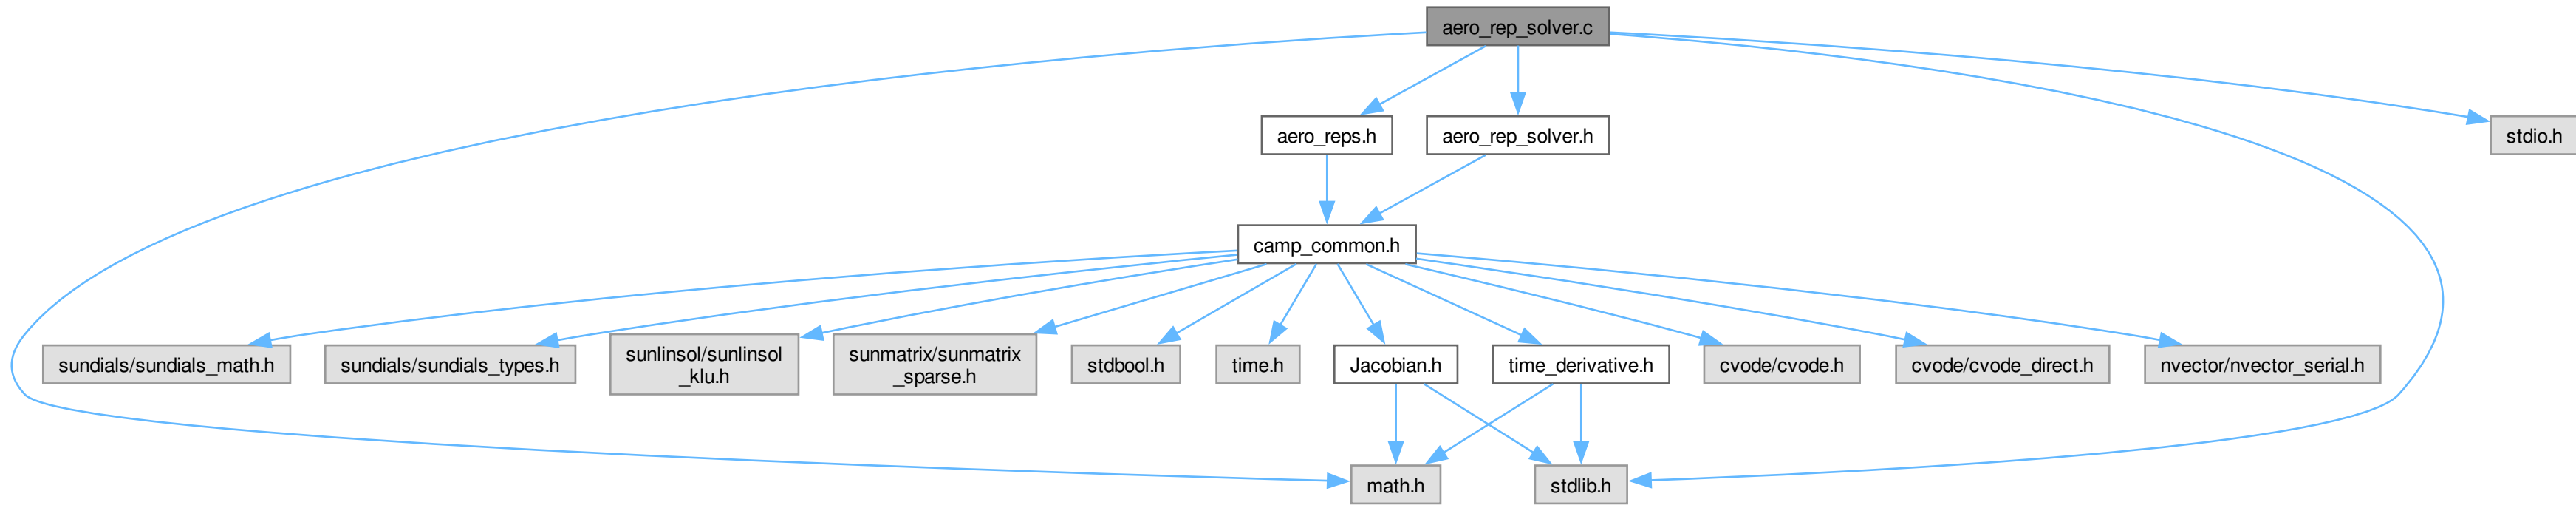 aero_rep_solver.c
aero_reps.h
aero_rep_solver.h
stdio.h
camp_common.h
sundials/sundials_math.h
sundials/sundials_types.h
sunlinsol/sunlinsol
_klu.h
sunmatrix/sunmatrix
_sparse.h
stdbool.h
time.h
Jacobian.h
time_derivative.h
cvode/cvode.h
cvode/cvode_direct.h
nvector/nvector_serial.h
math.h
stdlib.h